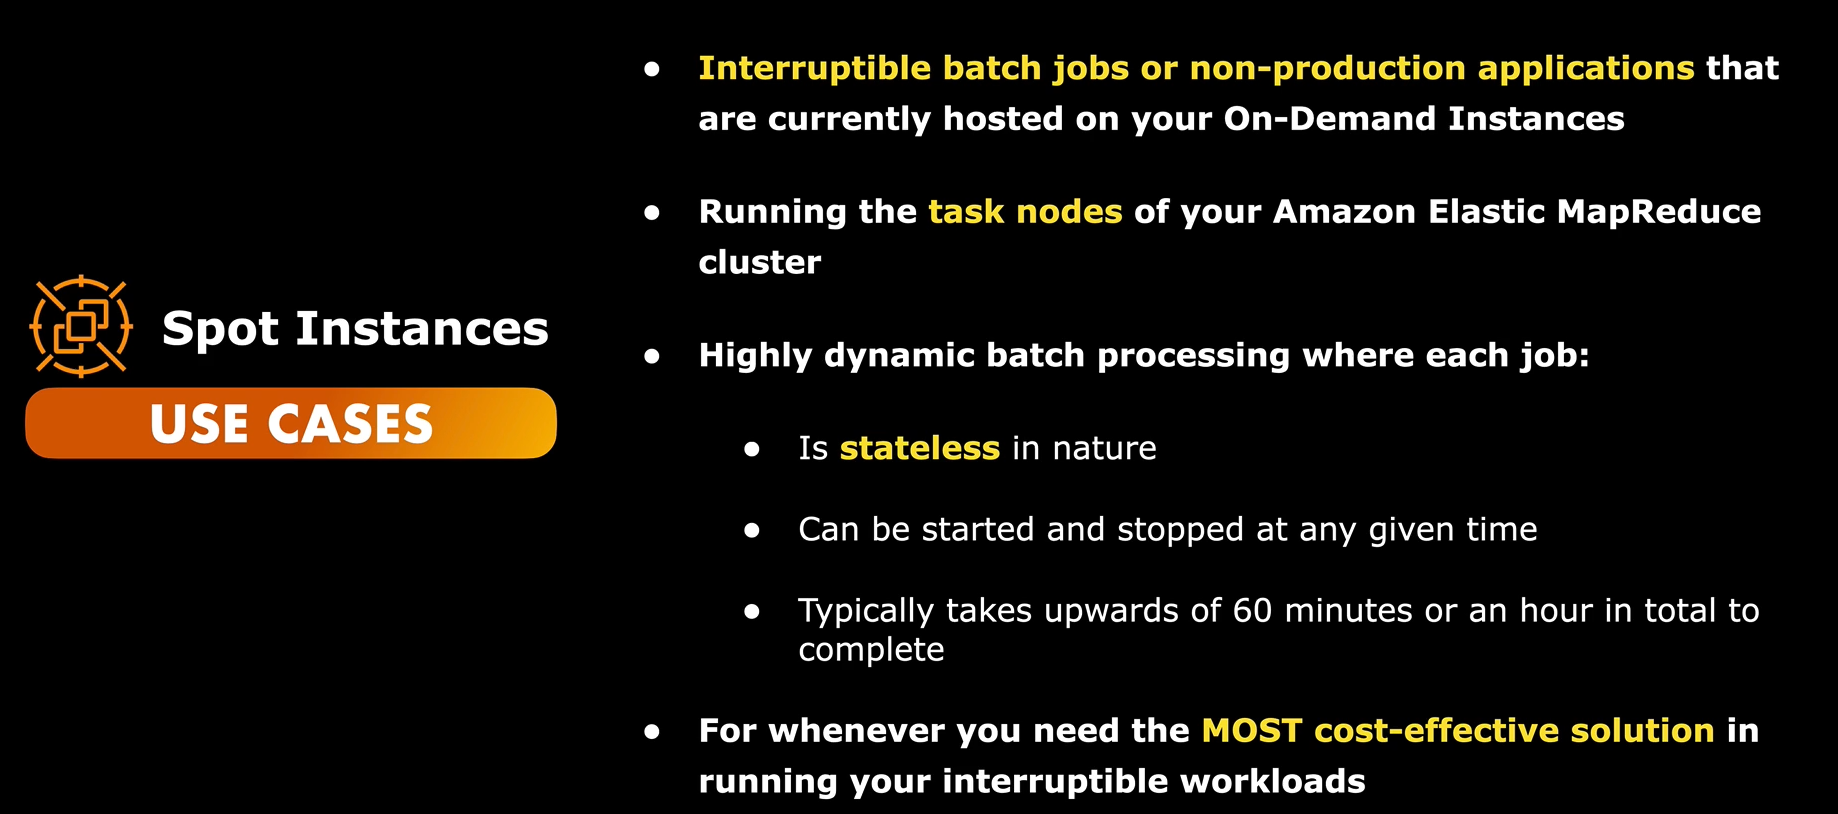 ● Interruptible batch jobs or non-production applications that
are currently hosted on your On-Demand Instances
● Running the task nodes of your Amazon Elastic MapReduce
cluster
Spot Instances
USE CASES
● Highly dynamic batch processing where each job:
● Is stateless in nature
● Can be started and stopped at any given time
● Typically takes upwards of 60 minutes or an hour in total to
complete
● For whenever you need the MOST cost-effective solution in
running your interruptible workloads